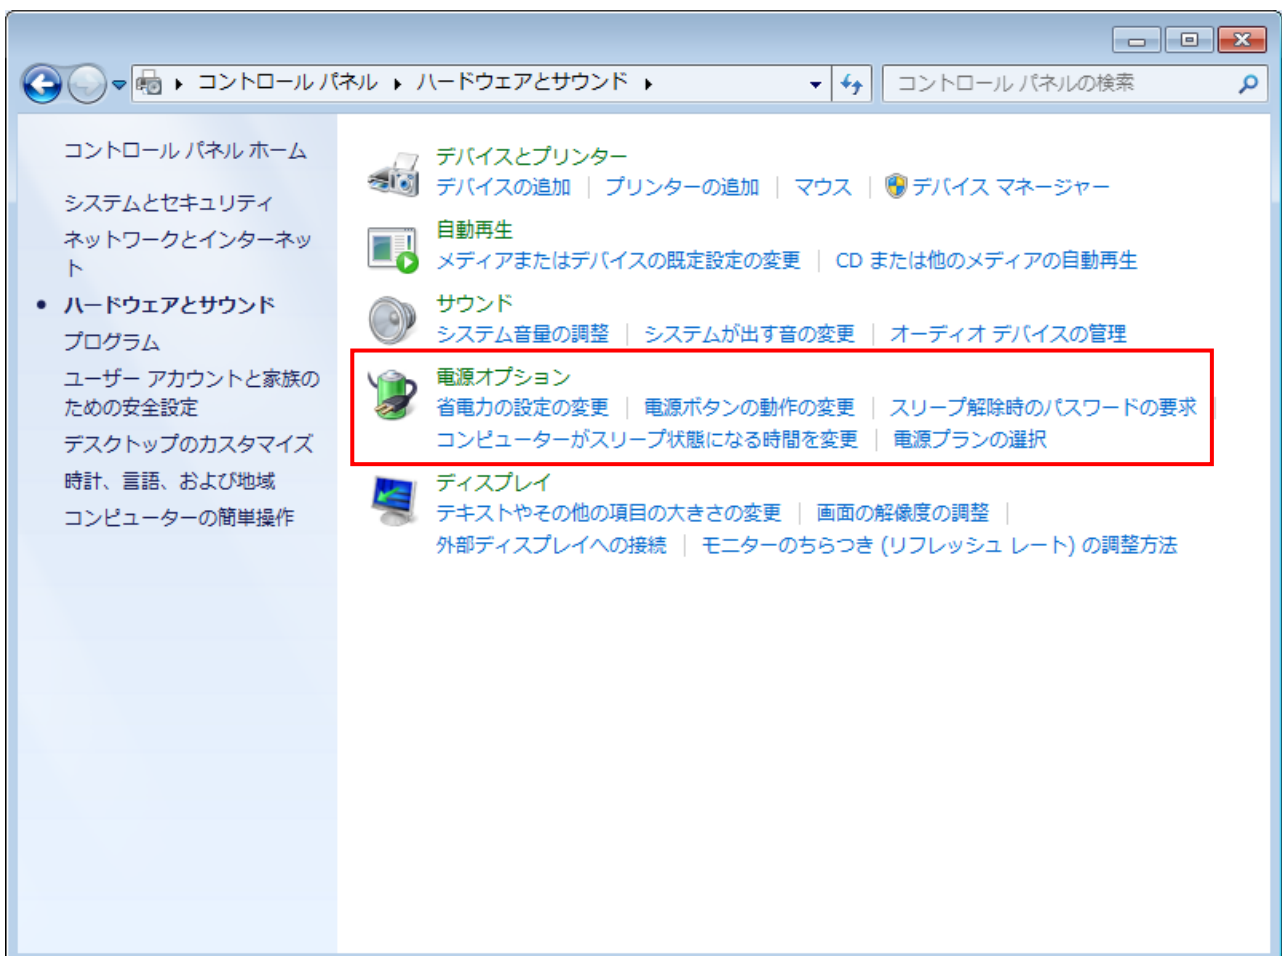 コントロール パネル ハードウェアとサウンド
コントロール パネルの検索
コントロール パネル ホーム
システムとセキュリティ
ネットワークとインターネッ
ト
ハードウェアとサウンド
プログラム
ユーザー アカウントと家族の
ための安全設定
デスクトップのカスタマイズ
時計、言語、および地域
コンピューターの簡単操作
デバイスとプリンター
デバイスの追加 | プリンターの追加 | マウス | デバイス マネージャー
自動再生
メディアまたはデバイスの既定設定の変更 | CD または他のメディアの自動再生
サウンド
システム音量の調整 | システムが出す音の変更 | オーディオ デバイスの管理
電源オプション
省電力の設定の変更 | 電源ボタンの動作の変更 | スリープ解除時のパスワードの要求
コンピューターがスリープ状態になる時間を変更 | 電源プランの選択
ディスプレイ
テキストやその他の項目の大きさの変更 | 画面の解像度の調整 |
外部ディスプレイへの接続 | モニターのちらつき (リフレッシュ レート) の調整方法